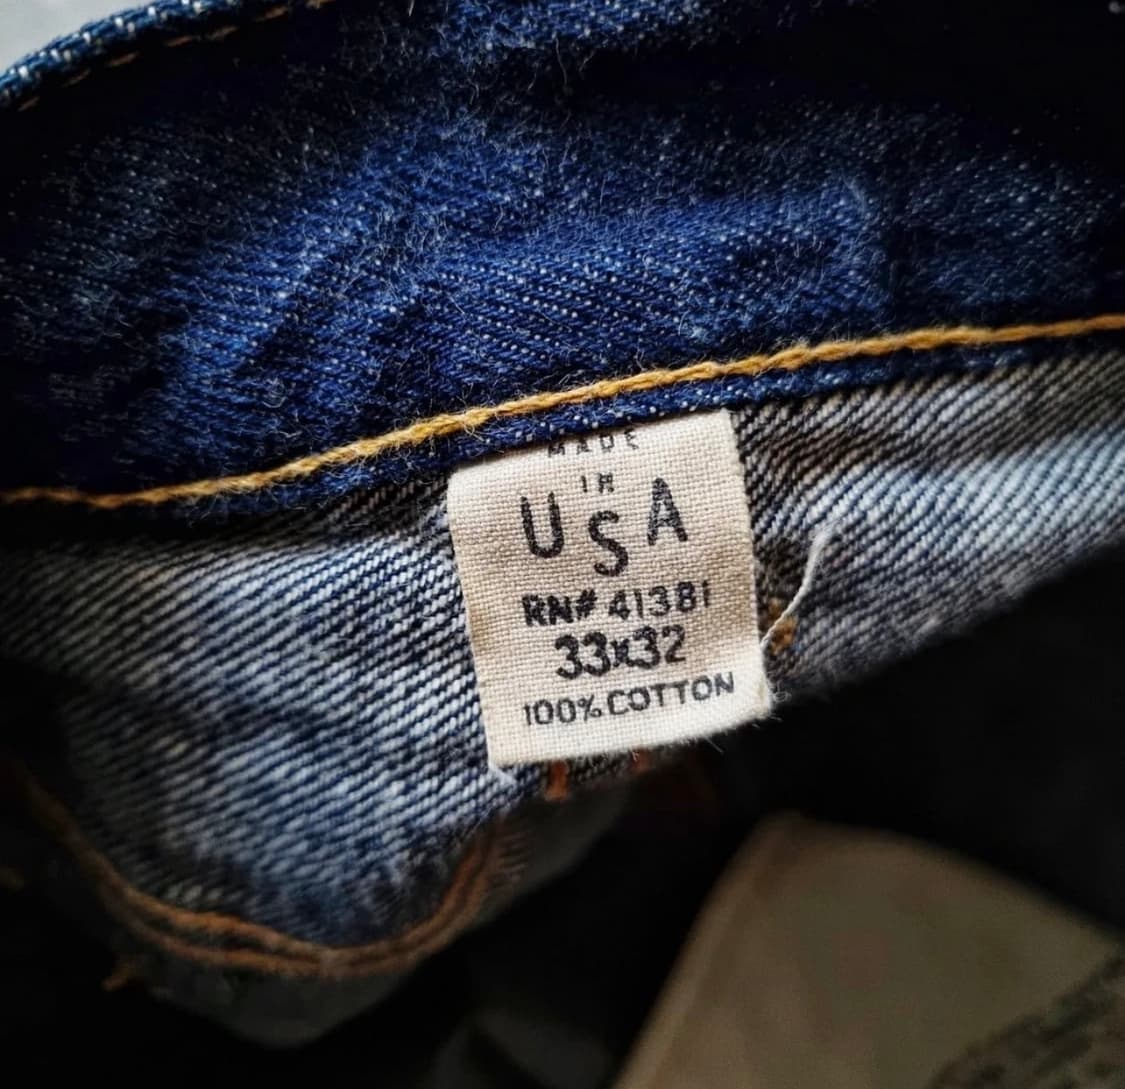 MADE
IN
USA
RN# 41381
33x32
100% COTTON